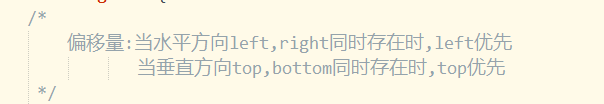 /*
偏移量:当水平方向left,right同时存在时,left优先
当垂直方向top,bottom同时存在时,top优先
*/